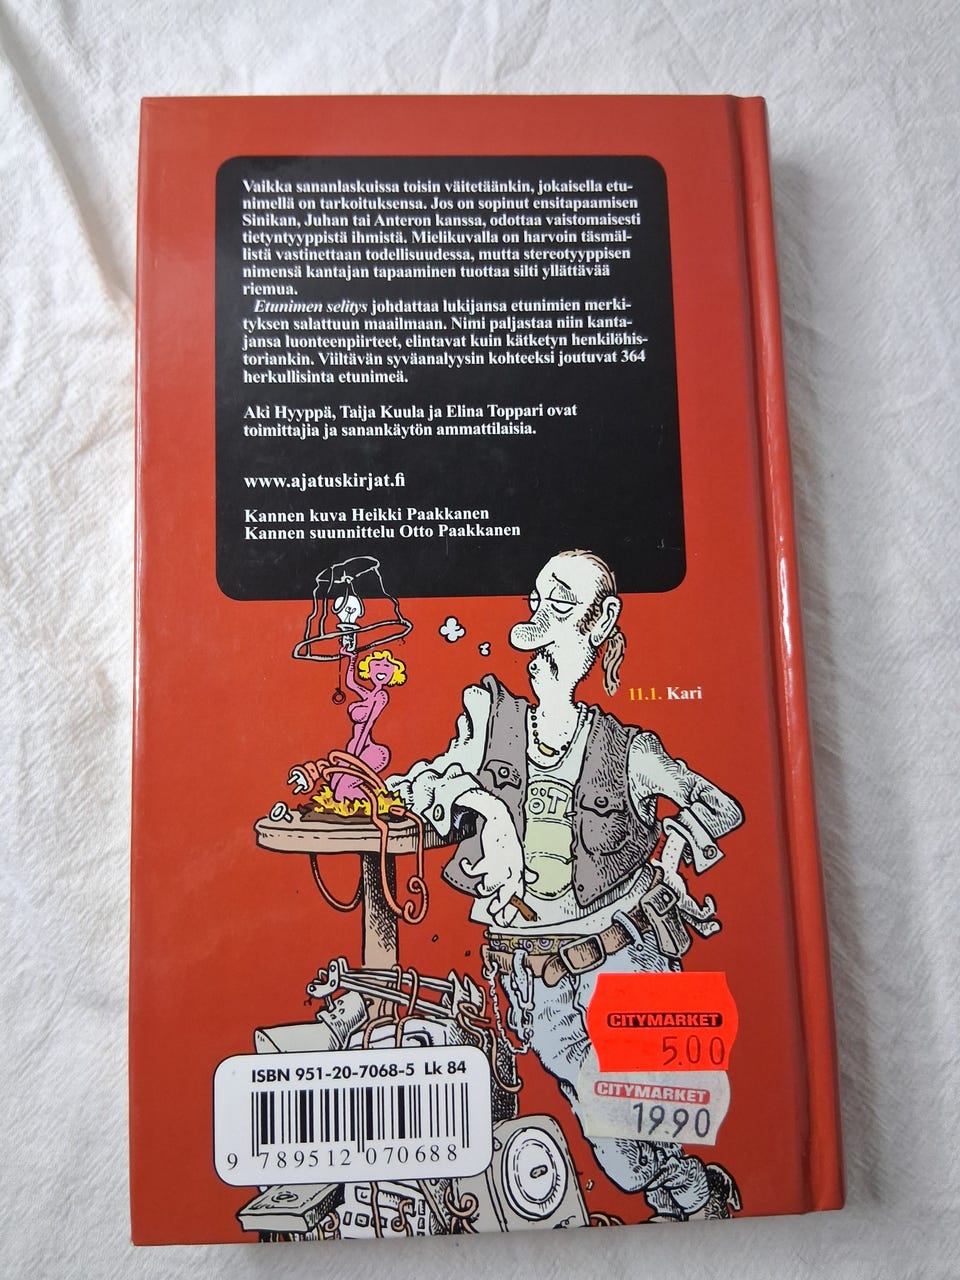 Vaikka sananlaskuissa toisin väitetäänkin, jokaisella etu-
nimellä on tarkoituksensa. Jos on sopinut ensitapaamisen
Sinikan, Juhan tai Anteron kanssa, odottaa vaistomaisesti
tietyntyyppistä ihmistä. Mielikuvalla on harvoin täsmäl-
listä vastinettaan todellisuudessa, mutta stereotyyppisen
nimensä kantajan tapaaminen tuottaa silti yllättävää
riemua.
Etunimen selitys johdattaa lukijansa etunimien merki-
tyksen salattuun maailmaan. Nimi paljastaa niin kanta-
jansa luonteenpiirteet, elintavat kuin kätketyn henkilöhis-
toriankin. Viiltävän syväanalyysin kohteeksi joutuvat 364
herkullisinta etunimeä.
Aki Hyyppä, Taija Kuula ja Elina Toppari ovat
toimittajia ja sanankäytön ammattilaisia.
www.ajatuskirjat.fi
Kannen kuva Heikki Paakkanen
Kannen suunnittelu Otto Paakkanen
11.1. Kari
CITYMARKET
5.00
CITYMARKET
19.90
ISBN 951-20-7068-5 Lk 84
9 789512 070688